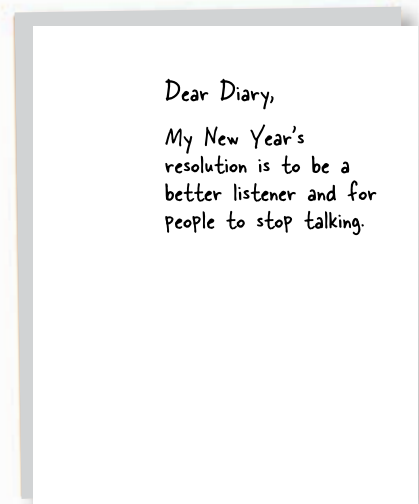 Dear Diary,
My New Year's
resolution is to be a
better listener and for
people to stop talking.